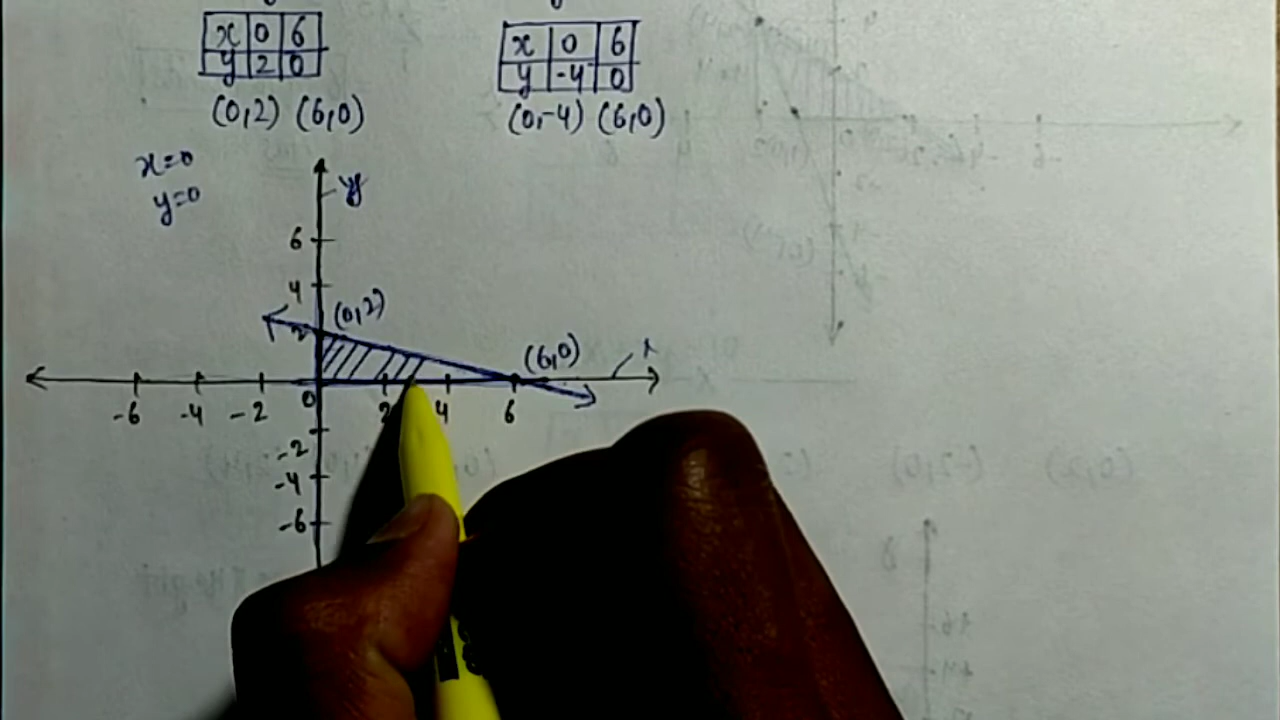 x 0 6
y 2 0
(0,2) (6,0)
x 0 6
y -4 0
(0,-4) (6,0)
x=0
y=0
y
6
4
(0,2)
2
(6,0)
x
-6 -4 -2 0 2 4 6
-2
-4
-6